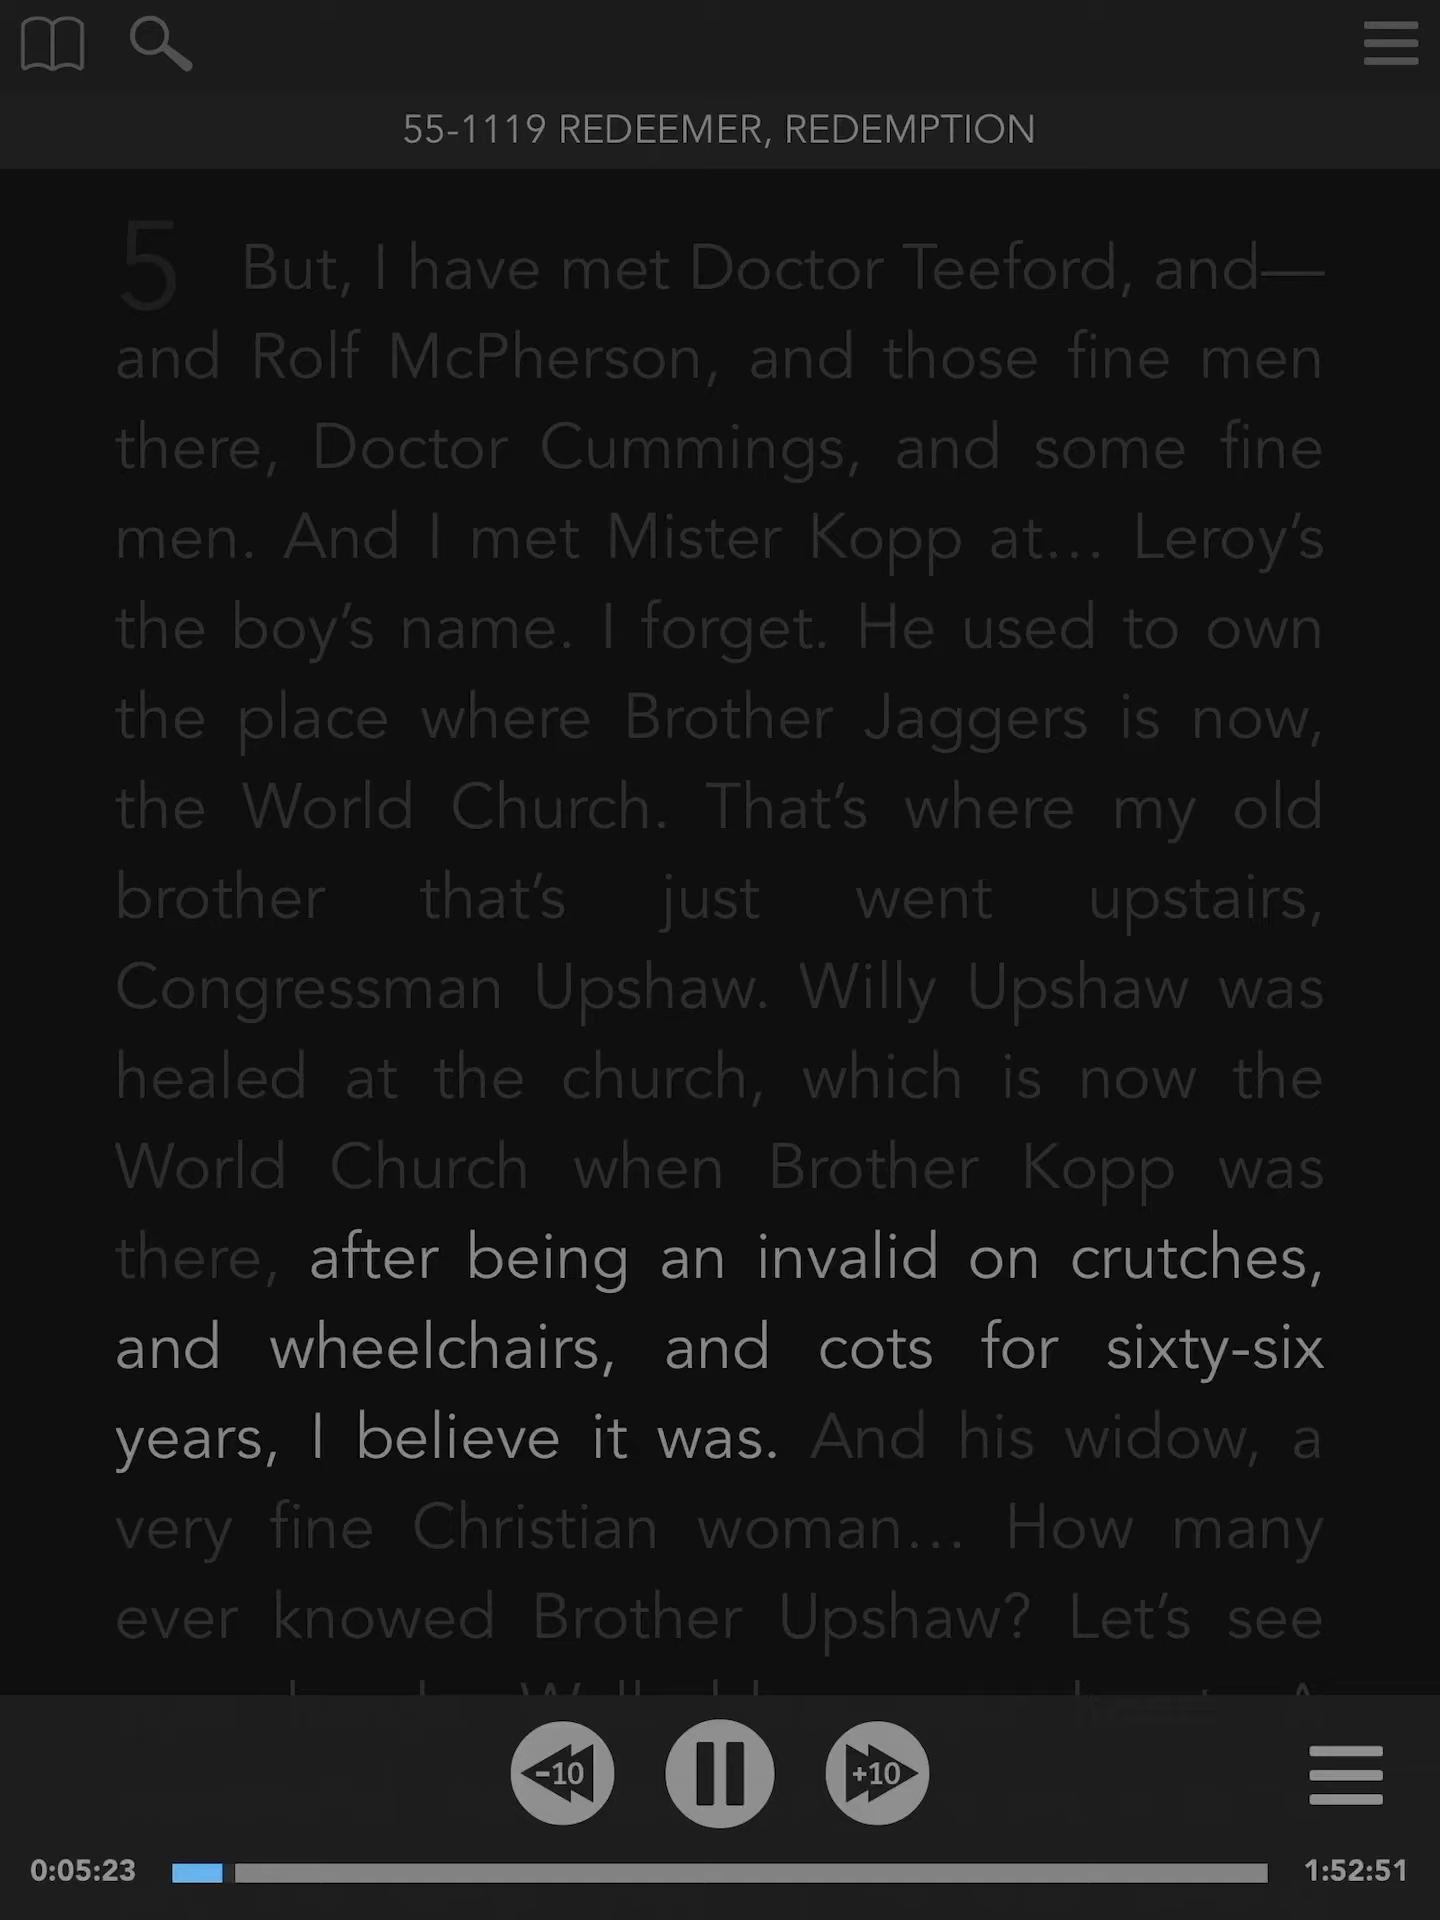 55-1119 REDEEMER, REDEMPTION
5 But, I have met Doctor Teeford, and—
and Rolf McPherson, and those fine men
there, Doctor Cummings, and some fine
men. And I met Mister Kopp at… Leroy’s
the boy’s name. I forget. He used to own
the place where Brother Jaggers is now,
the World Church. That’s where my old
brother that’s just went upstairs,
Congressman Upshaw. Willy Upshaw was
healed at the church, which is now the
World Church when Brother Kopp was
there, after being an invalid on crutches,
and wheelchairs, and cots for sixty-six
years, I believe it was. And his widow, a
very fine Christian woman… How many
ever knowed Brother Upshaw? Let’s see
-10 +10
0:05:23 1:52:51